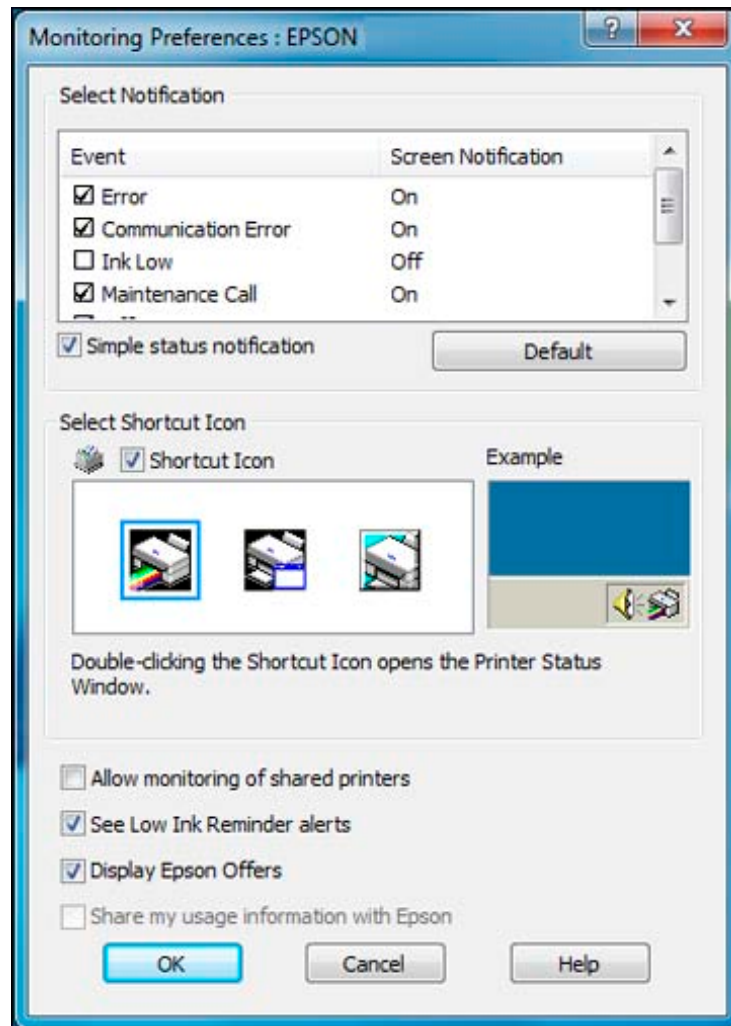 Monitoring Preferences : EPSON
Select Notification
Event Screen Notification
Error On
Communication Error On
Ink Low Off
Maintenance Call On
Simple status notification Default
Select Shortcut Icon
Shortcut Icon Example
Double-clicking the Shortcut Icon opens the Printer Status
Window.
Allow monitoring of shared printers
See Low Ink Reminder alerts
Display Epson Offers
Share my usage information with Epson
OK Cancel Help